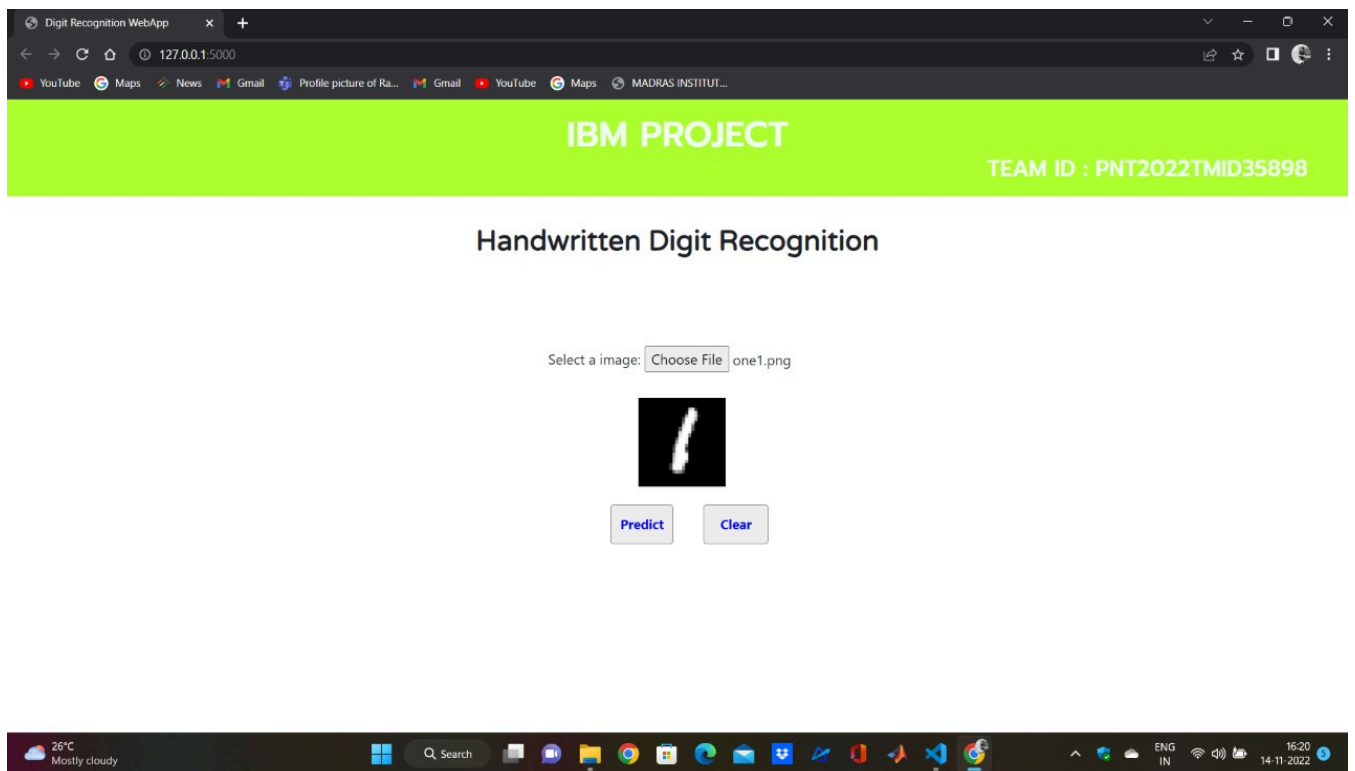 Digit Recognition WebApp
127.0.0.1:5000
YouTube Maps News Gmail Profile picture of Ra... Gmail YouTube Maps MADRAS INSTITUT...
IBM PROJECT
TEAM ID : PNT2022TMID35898
Handwritten Digit Recognition
Select a image: Choose File one1.png
1
Predict Clear
26°C
Mostly cloudy
Search
ENG
IN
16:20
14-11-2022
5